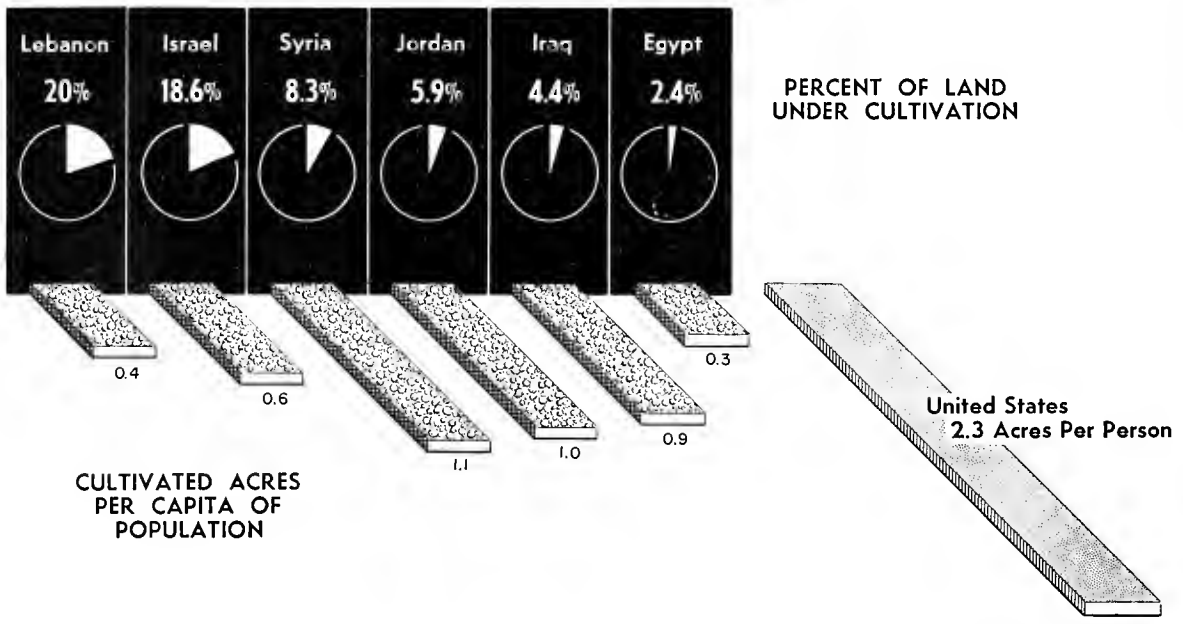 Lebanon Israel Syria Jordan Iraq Egypt
20% 18.6% 8.3% 5.9% 4.4% 2.4%
PERCENT OF LAND
UNDER CULTIVATION
0.4 0.6 1.1 1.0 0.9 0.3
CULTIVATED ACRES
PER CAPITA OF
POPULATION
United States
2.3 Acres Per Person